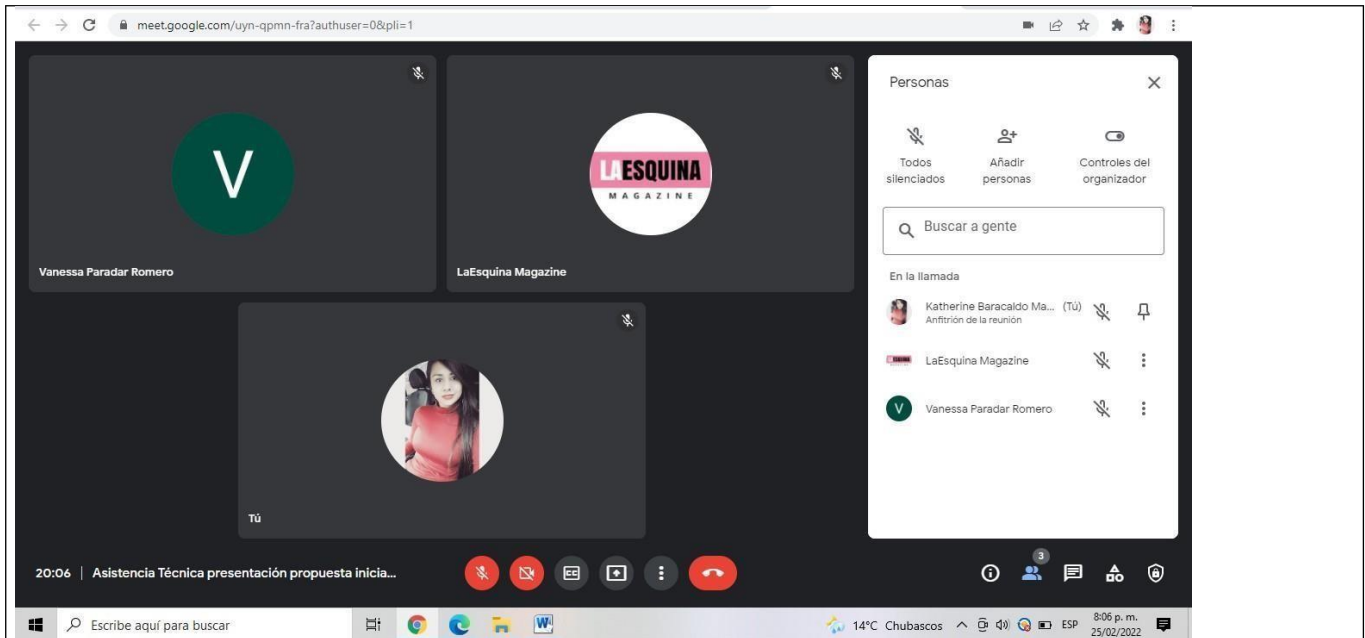 meet.google.com/uyn-qpmn-fra?authuser=0&pli=1
V
LAESQUINA
MAGAZINE
Vanessa Paradar Romero
LaEsquina Magazine
Tú
Personas
Todos silenciados
Añadir personas
Controles del organizador
Buscar a gente
En la llamada
Katherine Baracaldo Ma... (Tú)
Anfitrión de la reunión
LaEsquina Magazine
V Vanessa Paradar Romero
20:06 | Asistencia Técnica presentación propuesta inicia...
CC
3
Escribe aquí para buscar
W
14°C Chubascos
ESP
8:06 p. m.
25/02/2022